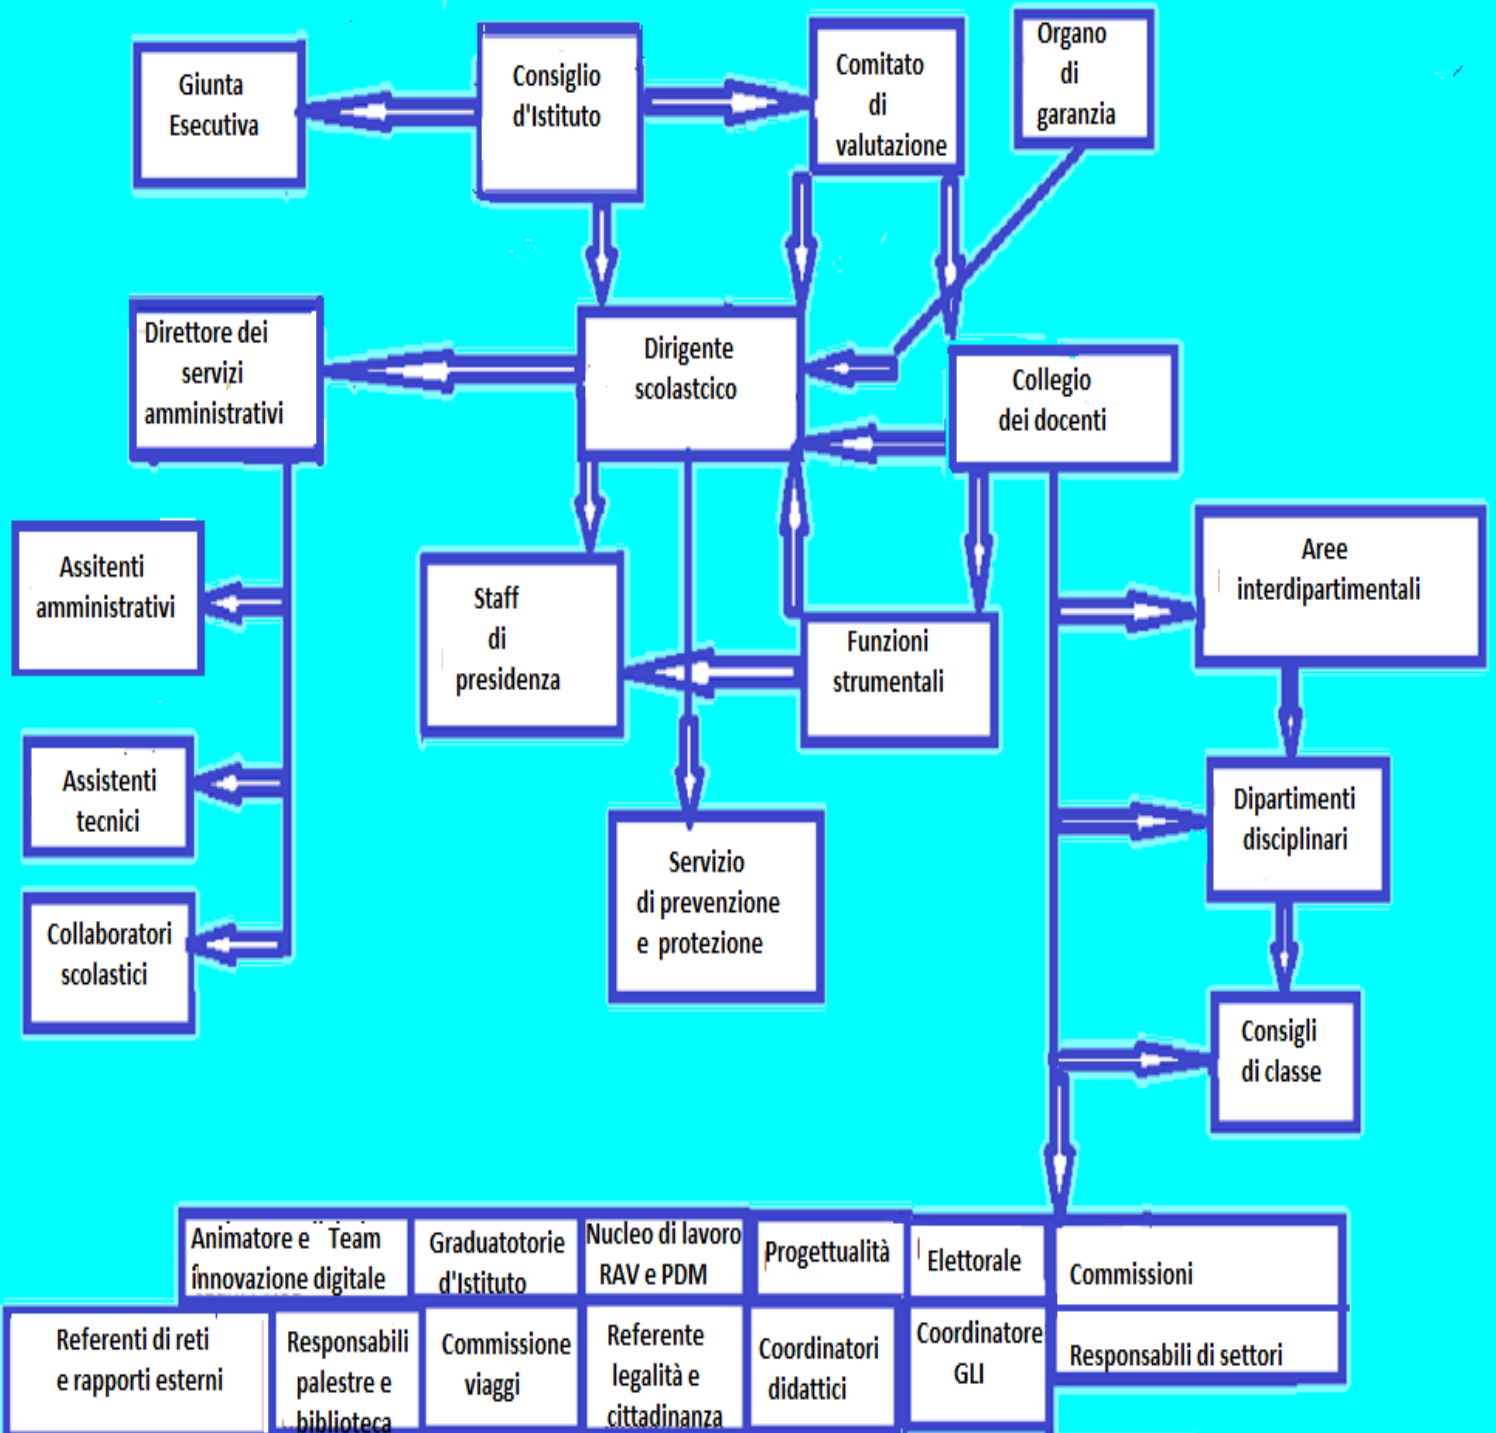 Giunta
Esecutiva
Consiglio
d'Istituto
Comitato
di
valutazione
Organo
di
garanzia
Direttore dei
servizi
amministrativi
Dirigente
scolastcico
Collegio
dei docenti
Assitenti
amministrativi
Staff
di
presidenza
Funzioni
strumentali
Aree
interdipartimentali
Assistenti
tecnici
Servizio
di prevenzione
e protezione
Dipartimenti
disciplinari
Collaboratori
scolastici
Consigli
di classe
Animatore e Team
innovazione digitale
Graduatotorie
d'Istituto
Nucleo di lavoro
RAV e PDM
Progettualità
Elettorale
Commissioni
Referenti di reti
e rapporti esterni
Responsabili
palestre e
biblioteca
Commissione
viaggi
Referente
legalità e
cittadinanza
Coordinatori
didattici
Coordinatore
GLI
Responsabili di settori